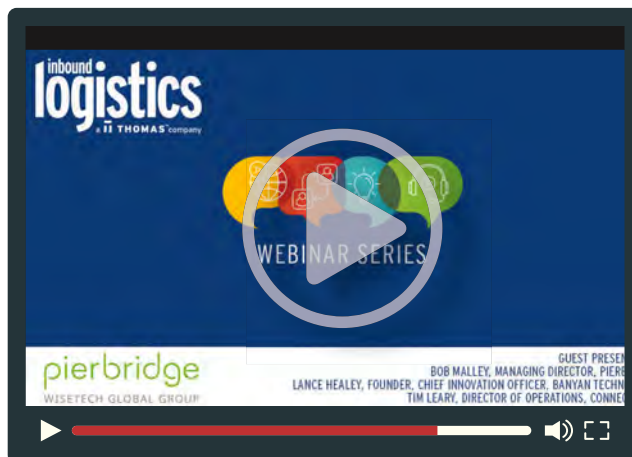 inbound
logistics
a THOMAS company
WEBINAR SERIES
pierbridge
WISETECH GLOBAL GROUP
GUEST PRESEN
BOB MALLEY, MANAGING DIRECTOR, PIERB
LANCE HEALEY, FOUNDER, CHIEF INNOVATION OFFICER, BANYAN TECHN
TIM LEARY, DIRECTOR OF OPERATIONS, CONNEC